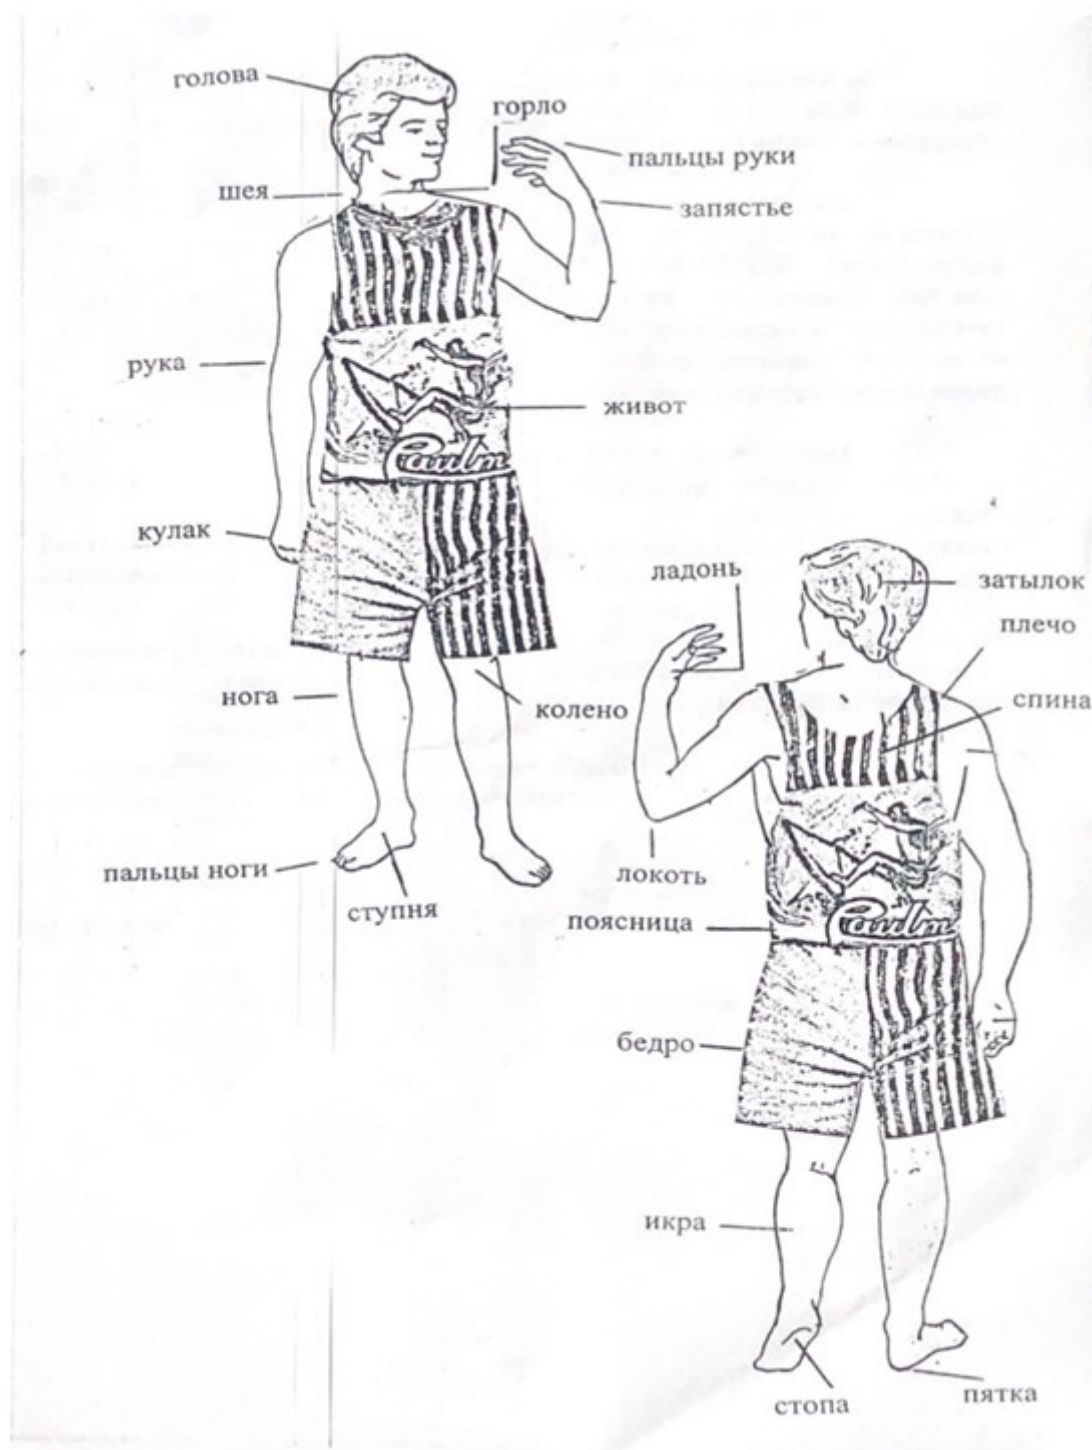 голова
горло
пальцы руки
шея
запястье
рука
живот
кулак
ладонь
затылок
плечо
нога
колено
спина
пальцы ноги
локоть
ступня
поясница
бедро
икра
стопа
пятка